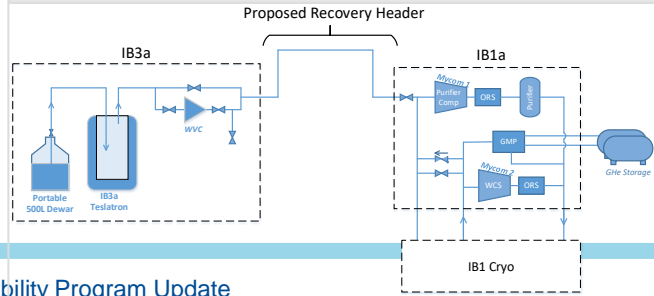 Proposed Recovery Header
IB3a
IB1a
Mycom 1
Purifier
Comp
ORS
Purifier
WVC
GMP
GHe Storage
Mycom 2
WCS
ORS
Portable
500L Dewar
IB3a
Teslatron
IB1 Cryo
bility Program Update